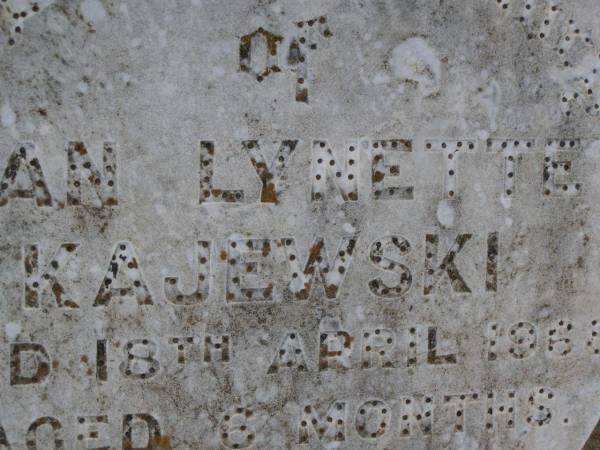 of
AN LYNETTE
KAJEWSKI
D 18TH APRIL
AGED 6 MONTHS.